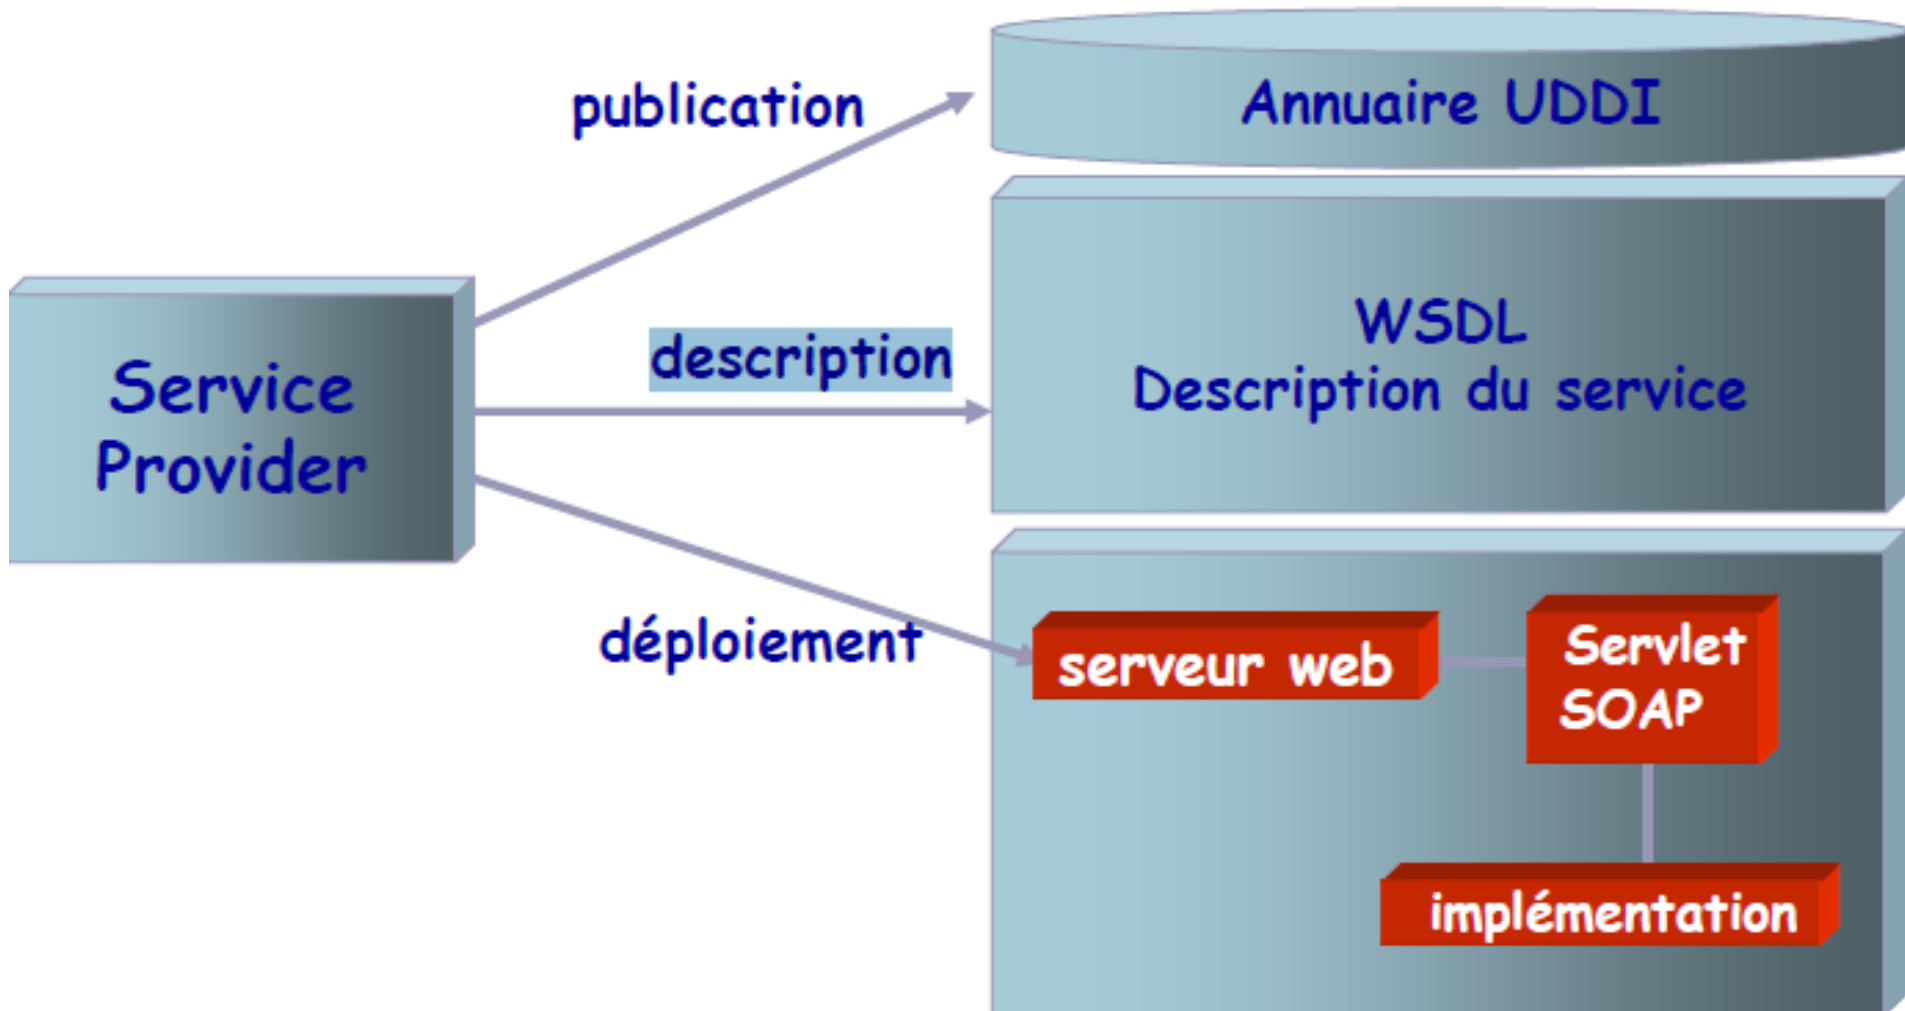 publication
Annuaire UDDI
Service
Provider
description
WSDL
Description du service
déploiement
serveur web
Servlet
SOAP
implémentation